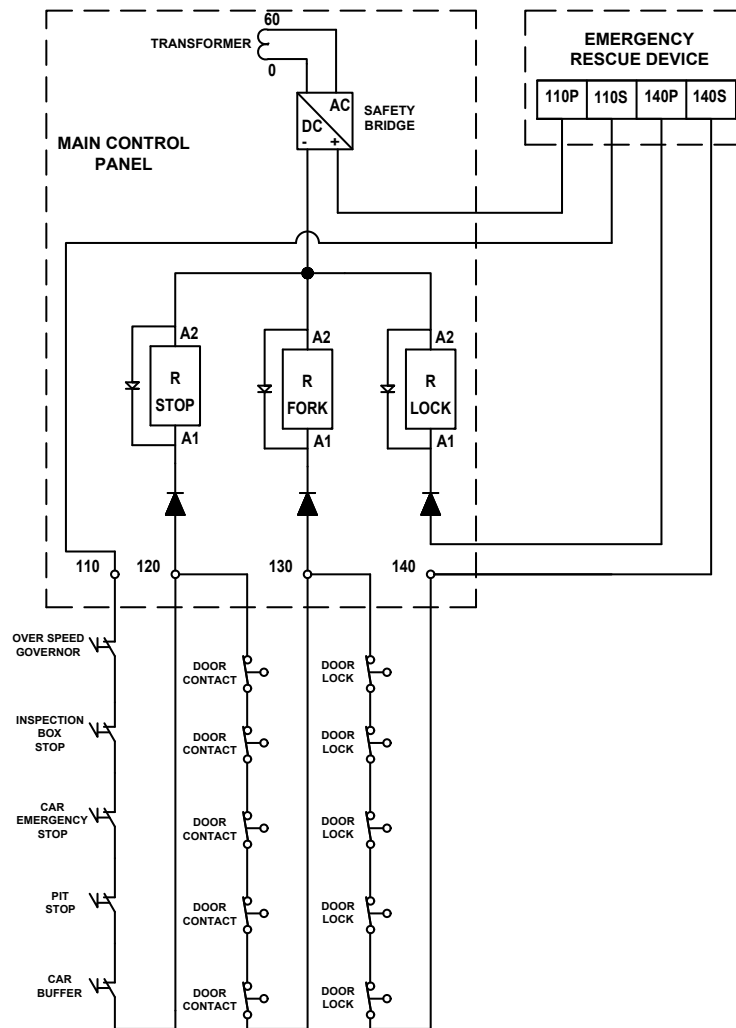 60
TRANSFORMER
0
EMERGENCY
RESCUE DEVICE
110P 110S 140P 140S
AC
DC
- +
SAFETY
BRIDGE
MAIN CONTROL
PANEL
A2
R
STOP
A1
A2
R
FORK
A1
A2
R
LOCK
A1
110
120
130
140
OVER SPEED
GOVERNOR
INSPECTION
BOX
STOP
CAR
EMERGENCY
STOP
PIT
STOP
CAR
BUFFER
DOOR
CONTACT
DOOR
CONTACT
DOOR
CONTACT
DOOR
CONTACT
DOOR
CONTACT
DOOR
LOCK
DOOR
LOCK
DOOR
LOCK
DOOR
LOCK
DOOR
LOCK